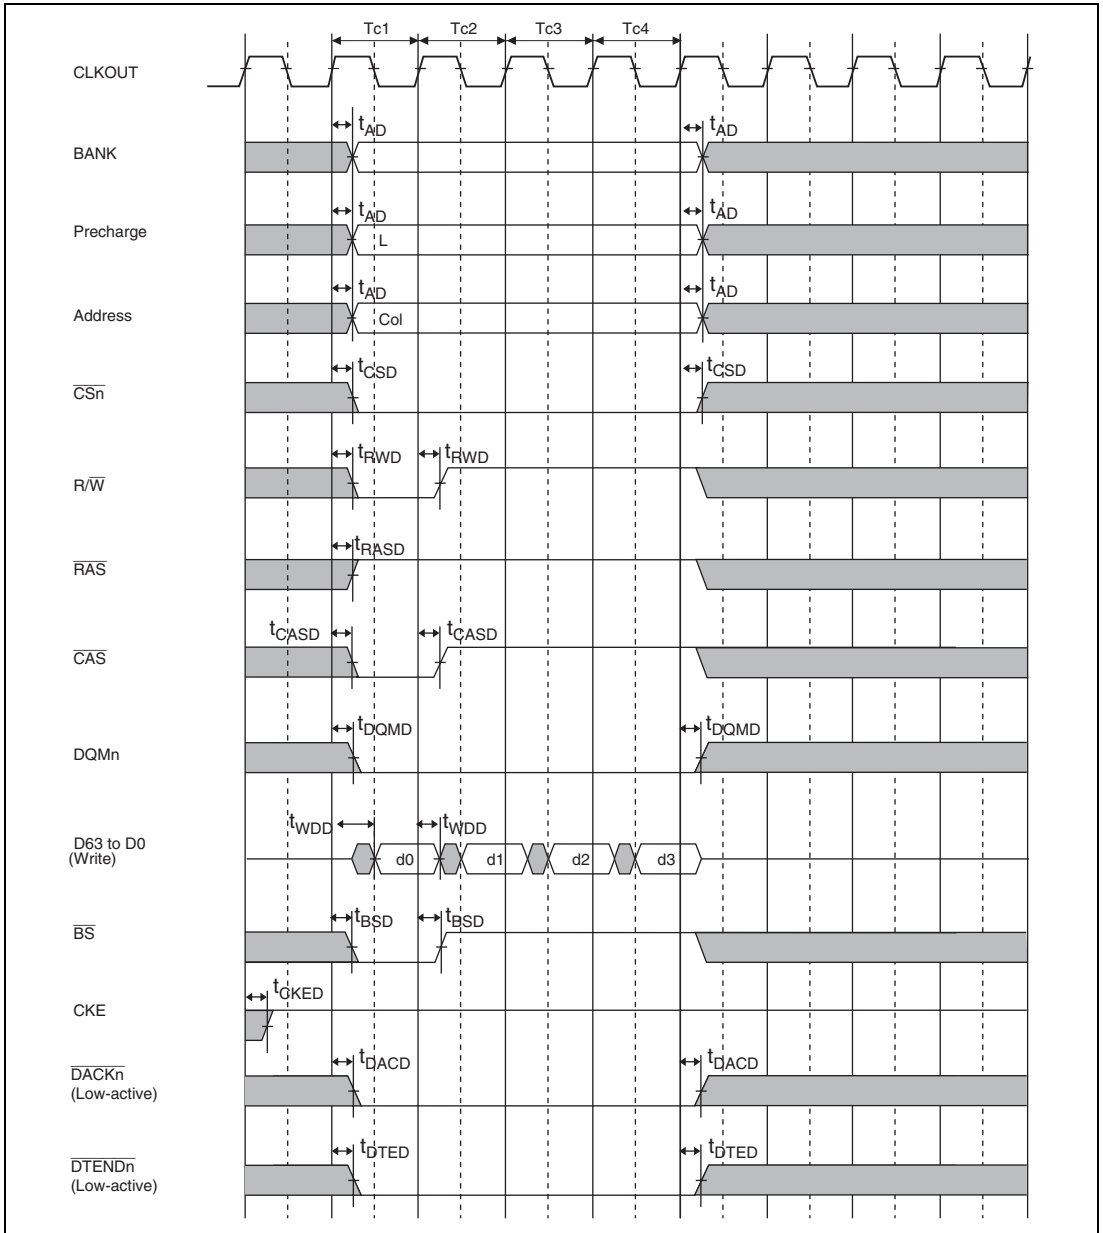 Tc1 Tc2 Tc3 Tc4
CLKOUT
tAD tAD
BANK
tAD tAD
Precharge
L
tAD tAD
Address
Col
tCSD tCSD
CSn
tRWD tRWD
R/W
tRASD
RAS
tCASD tCASD
CAS
tDQMD tDQMD
DQMn
tWDD tWDD
D63 to D0
(Write)
d0 d1 d2 d3
tBSD tBSD
BS
tCKED
CKE
tDACD tDACD
DACKn
(Low-active)
tDTED tDTED
DTENDn
(Low-active)